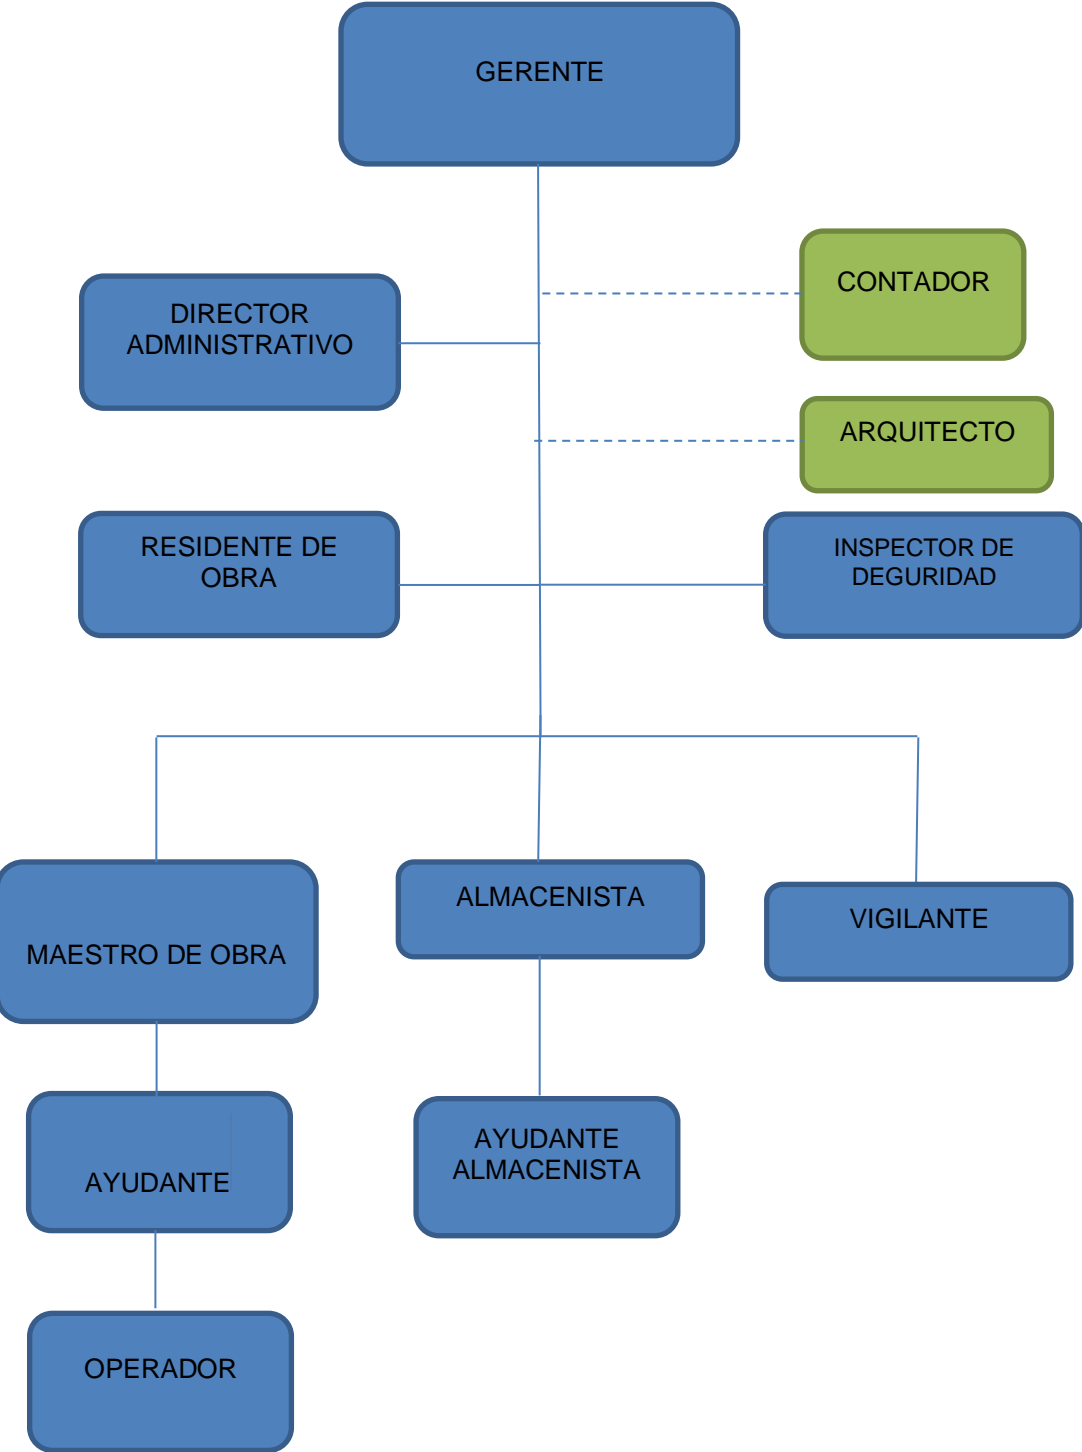 GERENTE
CONTADOR
DIRECTOR
ADMINISTRATIVO
ARQUITECTO
RESIDENTE DE
OBRA
INSPECTOR DE
DEGURIDAD
MAESTRO DE OBRA
ALMACENISTA
VIGILANTE
AYUDANTE
AYUDANTE
ALMACENISTA
OPERADOR